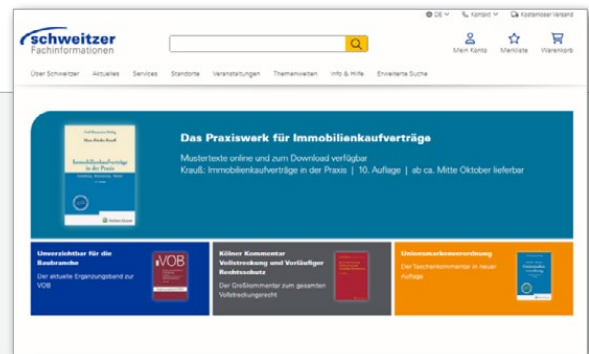 DE Kontakt Kostenloser Versand
schweitzer
Fachinformationen
Mein Konto Merkliste Warenkorb
Über Schweitzer Aktuelles Services Standorte Veranstaltungen Themenwelten Info & Hilfe Erweiterte Suche
Das Praxiswerk für Immobilienkaufverträge
Mustertexte online und zum Download verfügbar
Krauß: Immobilienkaufverträge in der Praxis | 10. Auflage | ab ca. Mitte Oktober lieferbar
Immobilienkaufverträge
in der Praxis
Unverzichtbar für die
Baubranche
Der aktuelle Ergänzungsband zur
VOB
VOB
Kölner Kommentar
Vollstreckung und Vorläufiger
Rechtsschutz
Der Großkommentar zum gesamten
Vollstreckungsrecht
Unionsmarkenverordnung
Der Taschenkommentar in neuer
Auflage